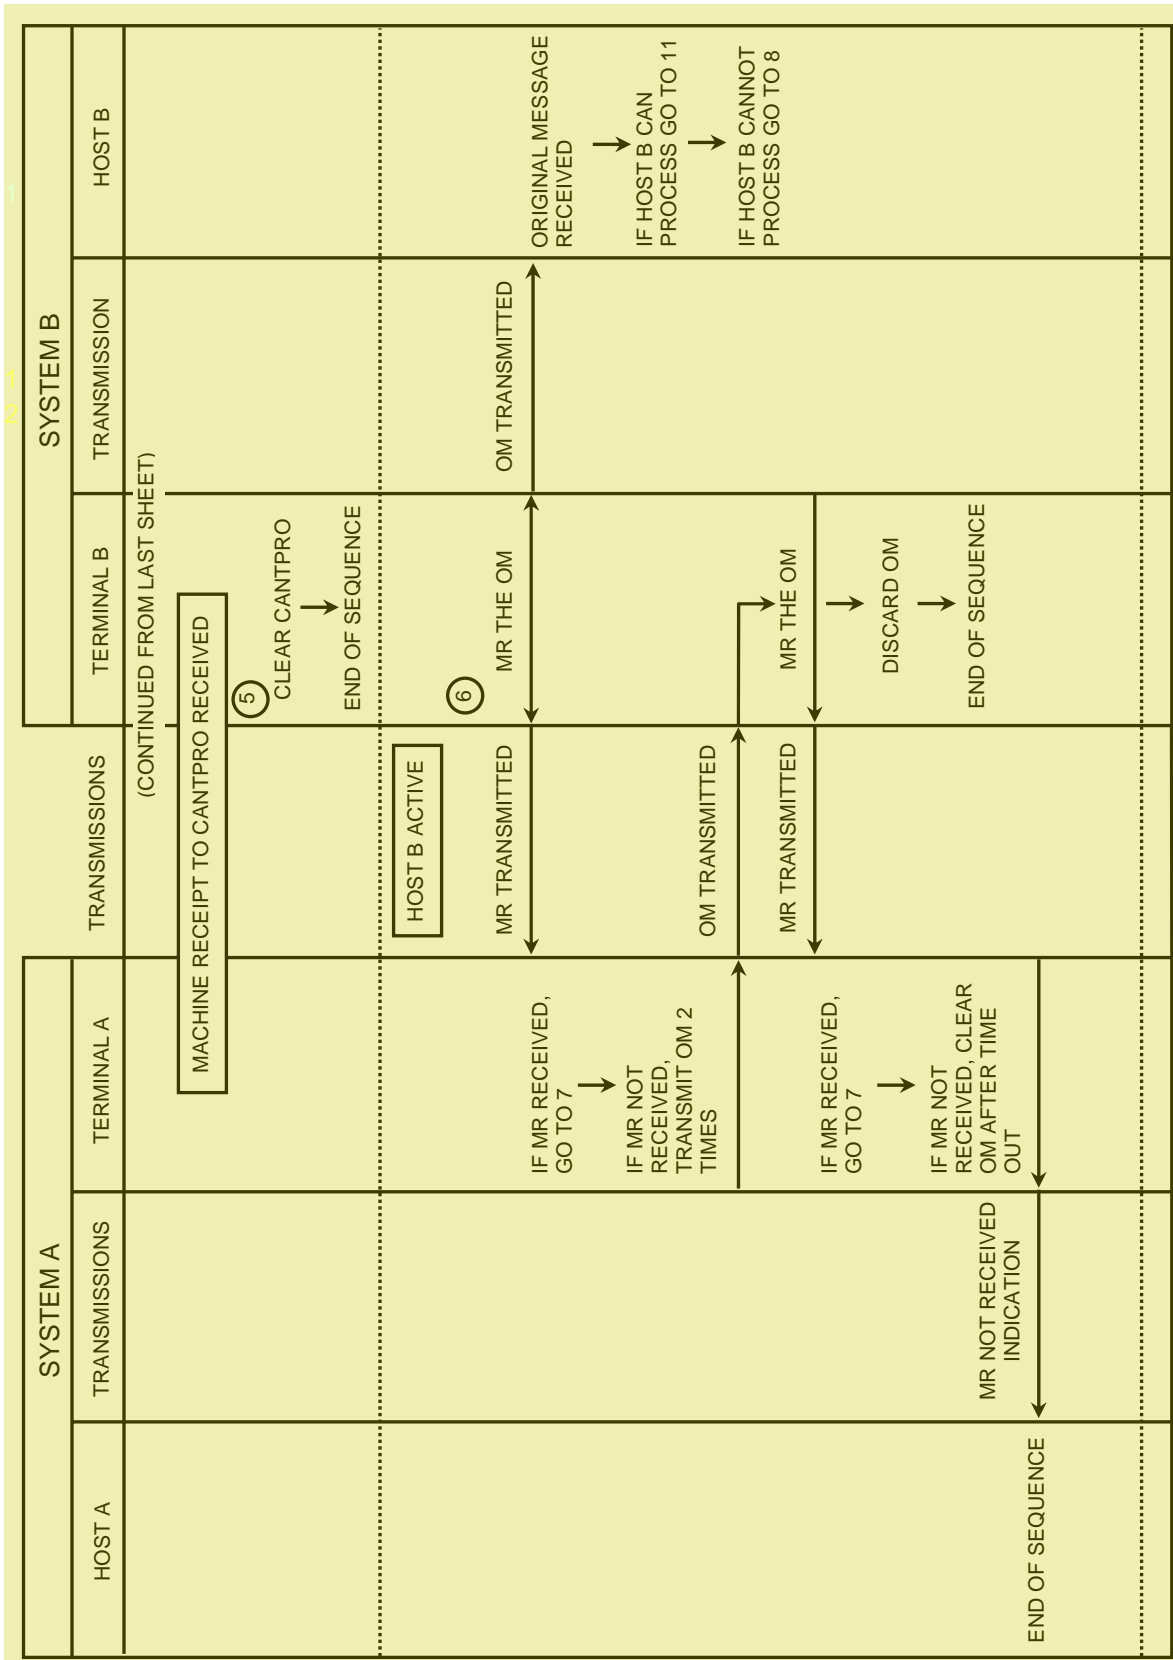 SYSTEM A
SYSTEM B
HOST A
TRANSMISSIONS
TERMINAL A
TRANSMISSIONS
TERMINAL B
TRANSMISSION
HOST B
(CONTINUED FROM LAST SHEET)
MACHINE RECEIPT TO CANTPRO RECEIVED
5
CLEAR CANTPRO
END OF SEQUENCE
HOST B ACTIVE
6
MR TRANSMITTED
MR THE OM
OM TRANSMITTED
IF MR RECEIVED,
GO TO 7
ORIGINAL MESSAGE
RECEIVED
IF MR NOT
RECEIVED,
TRANSMIT OM 2
TIMES
IF HOST B CAN
PROCESS GO TO 11
IF HOST B CANNOT
PROCESS GO TO 8
OM TRANSMITTED
MR TRANSMITTED
MR THE OM
IF MR RECEIVED,
GO TO 7
DISCARD OM
IF MR NOT
RECEIVED, CLEAR
OM AFTER TIME
OUT
END OF SEQUENCE
MR NOT RECEIVED
INDICATION
END OF SEQUENCE
1
1
2